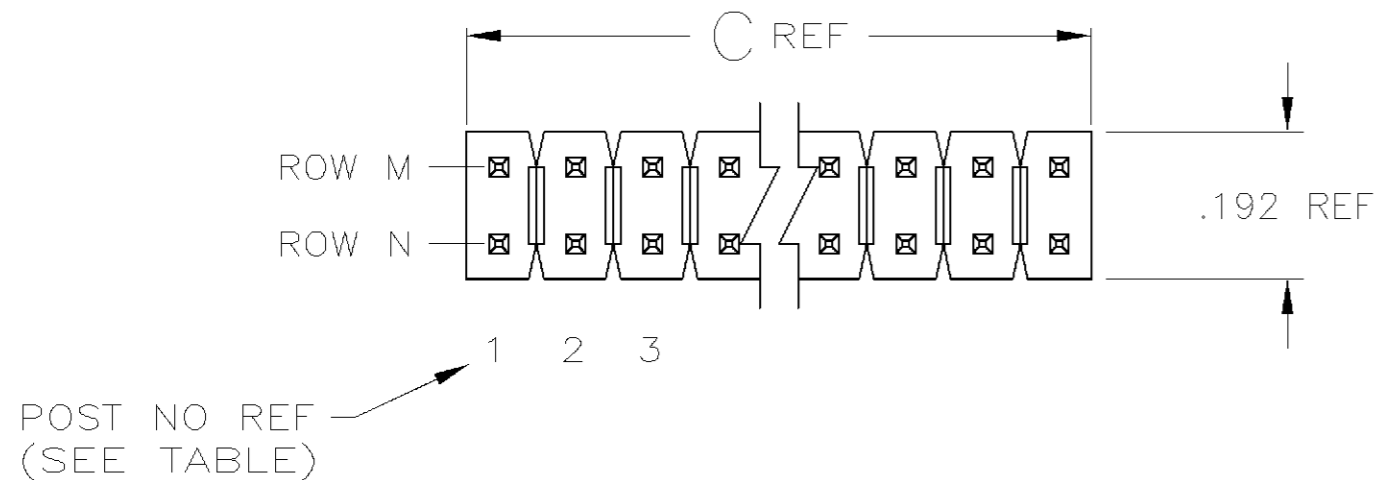 C REF
ROW M
ROW N
.192 REF
1 2 3
POST NO REF
(SEE TABLE)